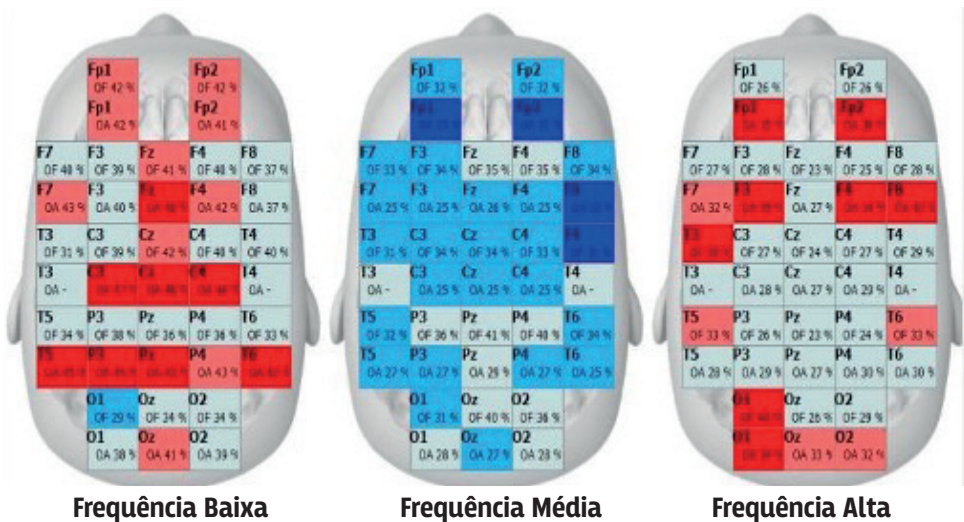 Fp1 Fp2
OF 42 % OF 42 %
Fp1 Fp2
OA 42 % OA 41 %
F7 F3 Fz F4 F8
OF 40 % OF 39 % OF 41 % OF 40 % OF 37 %
F7 F3 Fz F4 F8
OA 43 % OA 40 % OA 42 % OA 37 %
T3 C3 Cz C4 T4
OF 31 % OF 39 % OF 42 % OF 40 % OF 40 %
T3 C3 C4 T4
OA - OA -
T5 P3 Pz P4 T6
OF 34 % OF 38 % OF 36 % OF 36 % OF 33 %
T5 P3 Pz P4 T6
OA 43 %
O1 Oz O2
OF 29 % OF 34 % OF 34 %
O1 Oz O2
OA 38 % OA 41 % OA 39 %
Frequência Baixa
Fp1 Fp2
OF 32 % OF 32 %
F7 F3 Fz F4 F8
OF 33 % OF 34 % OF 35 % OF 35 % OF 34 %
F7 F3 Fz F4
OA 25 % OA 25 % OA 26 % OA 25 %
T3 C3 Cz C4
OF 31 % OF 34 % OF 34 % OF 33 %
T3 C3 Cz C4 T4
OA - OA 25 % OA 25 % OA 25 % OA -
T5 P3 Pz P4 T6
OF 32 % OF 36 % OF 41 % OF 40 % OF 34 %
T5 P3 Pz P4 T6
OA 27 % OA 27 % OA 29 % OA 27 % OA 25 %
O1 Oz O2
OF 31 % OF 40 % OF 36 %
O1 Oz O2
OA 28 % OA 27 % OA 28 %
Frequência Média
Fp1 Fp2
OF 26 % OF 26 %
Fp1 Fp2
F7 F3 Fz F4 F8
OF 27 % OF 28 % OF 23 % OF 25 % OF 28 %
F7 F3 Fz F4 F8
OA 32 % OA 27 %
T3 C3 Cz C4 T4
OF 27 % OF 24 % OF 27 % OF 29 %
T3 C3 Cz C4 T4
OA - OA 28 % OA 27 % OA 29 % OA -
T5 P3 Pz P4 T6
OF 33 % OF 26 % OF 23 % OF 24 % OF 33 %
T5 P3 Pz P4 T6
OA 28 % OA 29 % OA 27 % OA 30 % OA 30 %
Oz O2
OF 26 % OF 29 %
O1 Oz O2
OA 33 % OA 32 %
Frequência Alta